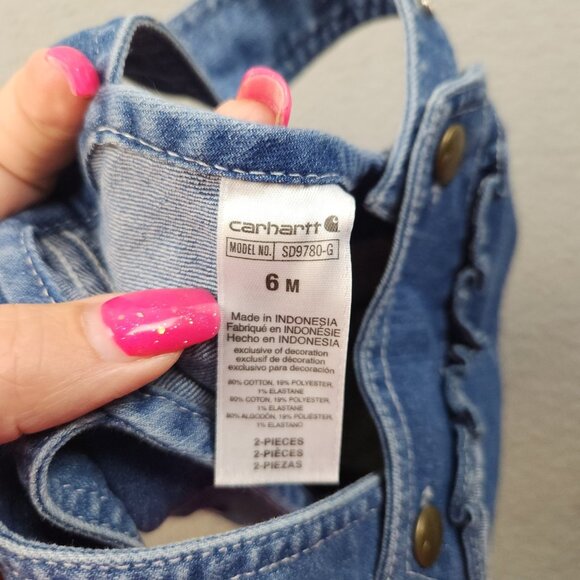 carhartt
MODEL NO. SD9780-G
6 M
Made in INDONESIA
Fabriqué en INDONÉSIE
Hecho en INDONESIA
exclusive of decoration
exclusif de décoration
exclusivo para decoración
80% COTTON, 19% POLYESTER,
1% ELASTANE
80% COTON, 19% POLYESTER,
1% ELASTANE
80% ALGODÓN, 19% POLIÉSTER,
1% ELASTANO
2-PIECES
2-PIÈCES
2-PIEZAS